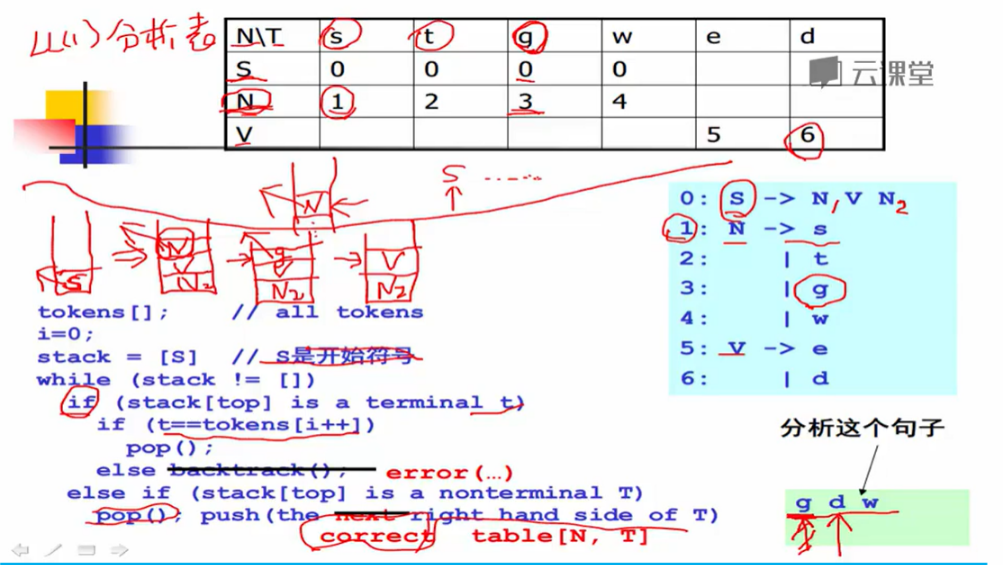 LL(1)分析表
N\T s t g w e d
S 0 0 0 0
云课堂
N 1 2 3 4
V 5 6
S ......
N
S
N V N2
g V N2
V N2
0: S -> N1 V N2
1: N -> s
2: | t
3: | g
4: | w
5: V -> e
6: | d
tokens[]; // all tokens
i=0;
stack = [S] // S是开始符号
while (stack != [])
if (stack[top] is a terminal t)
if (t==tokens[i++])
pop();
else backtrack(); error(…)
else if (stack[top] is a nonterminal T)
pop(); push(the next right hand side of T)
correct table[N, T]
分析这个句子
g d w